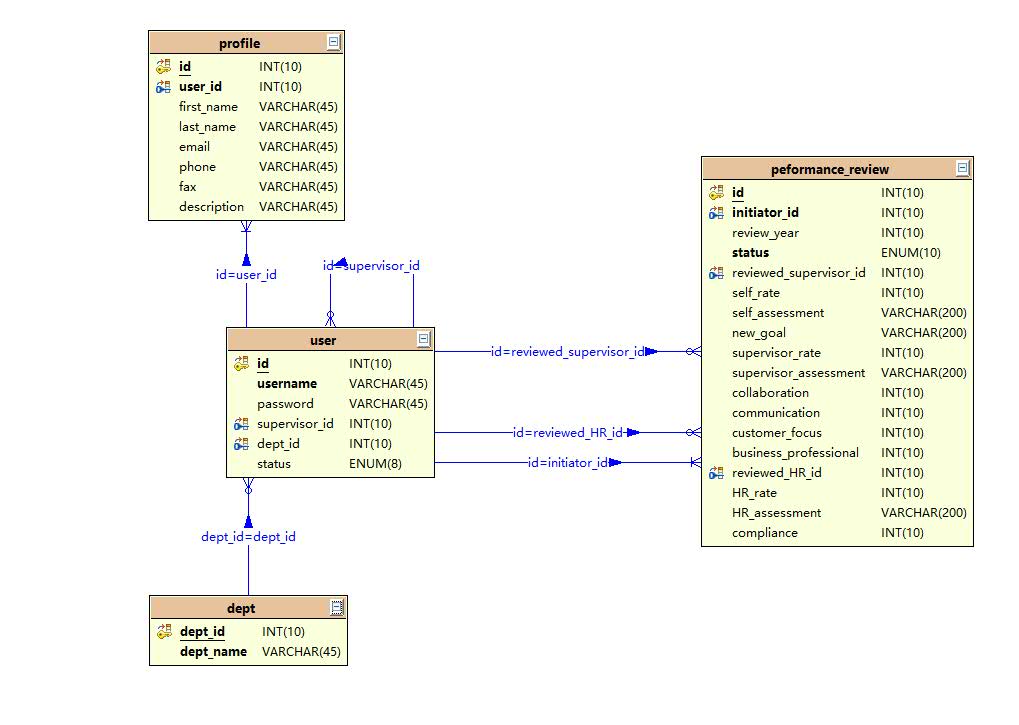 profile
id INT(10)
user_id INT(10)
first_name VARCHAR(45)
last_name VARCHAR(45)
email VARCHAR(45)
phone VARCHAR(45)
fax VARCHAR(45)
description VARCHAR(45)
id=user_id
id=supervisor_id
user
id INT(10)
username VARCHAR(45)
password VARCHAR(45)
supervisor_id INT(10)
dept_id INT(10)
status ENUM(8)
id=reviewed_supervisor_id
id=reviewed_HR_id
id=initiator_id
peformance_review
id INT(10)
initiator_id INT(10)
review_year INT(10)
status ENUM(10)
reviewed_supervisor_id INT(10)
self_rate INT(10)
self_assessment VARCHAR(200)
new_goal VARCHAR(200)
supervisor_rate INT(10)
supervisor_assessment VARCHAR(200)
collaboration INT(10)
communication INT(10)
customer_focus INT(10)
business_professional INT(10)
reviewed_HR_id INT(10)
HR_rate INT(10)
HR_assessment VARCHAR(200)
compliance INT(10)
dept_id=dept_id
dept
dept_id INT(10)
dept_name VARCHAR(45)